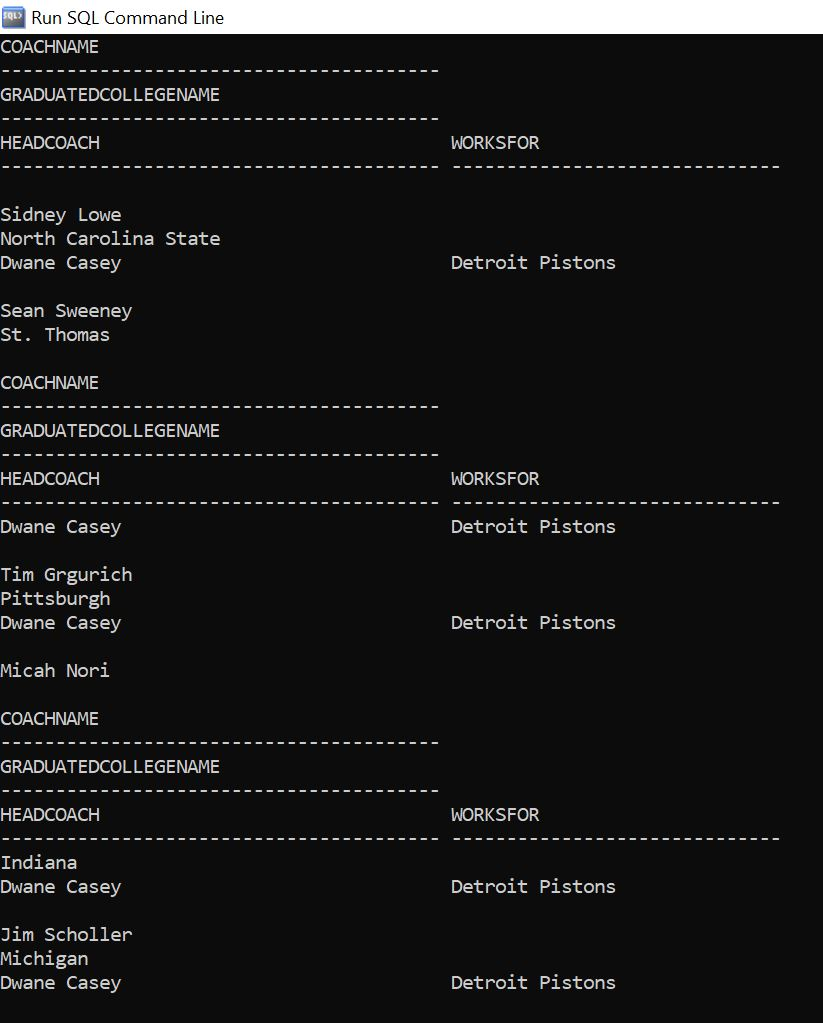 SQL>
Run SQL Command Line
COACHNAME
----------------------------------------
GRADUATEDCOLLEGENAME
----------------------------------------
HEADCOACH WORKSFOR
---------------------------------------- ------------------------------
Sidney Lowe
North Carolina State
Dwane Casey Detroit Pistons
Sean Sweeney
St. Thomas
COACHNAME
----------------------------------------
GRADUATEDCOLLEGENAME
----------------------------------------
HEADCOACH WORKSFOR
---------------------------------------- ------------------------------
Dwane Casey Detroit Pistons
Tim Grgurich
Pittsburgh
Dwane Casey Detroit Pistons
Micah Nori
COACHNAME
----------------------------------------
GRADUATEDCOLLEGENAME
----------------------------------------
HEADCOACH WORKSFOR
---------------------------------------- ------------------------------
Indiana
Dwane Casey Detroit Pistons
Jim Scholler
Michigan
Dwane Casey Detroit Pistons